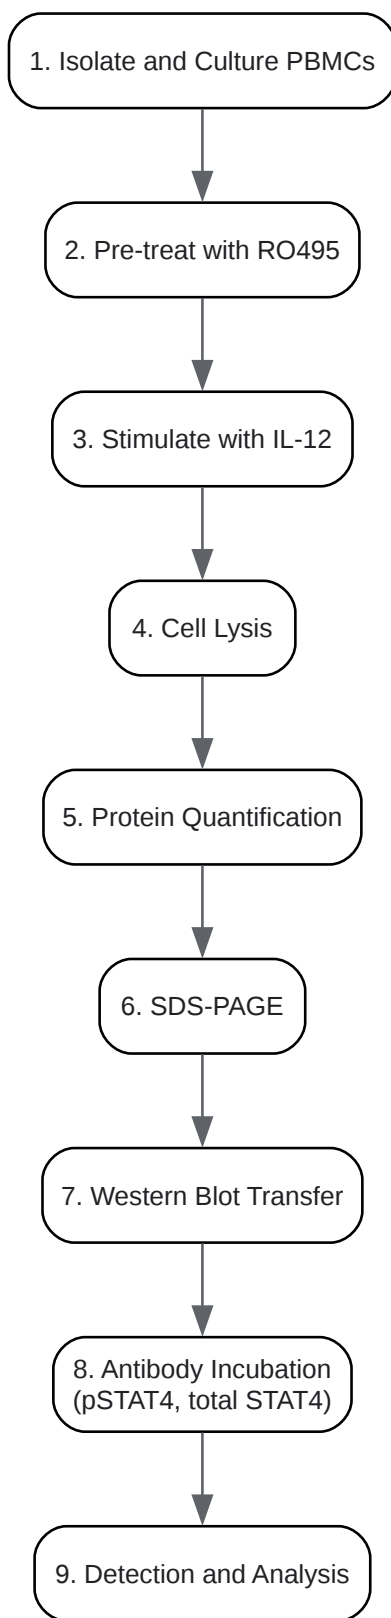 1. Isolate and Culture PBMCs
2. Pre-treat with RO495
3. Stimulate with IL-12
4. Cell Lysis
5. Protein Quantification
6. SDS-PAGE
7. Western Blot Transfer
8. Antibody Incubation
(pSTAT4, total STAT4)
9. Detection and Analysis